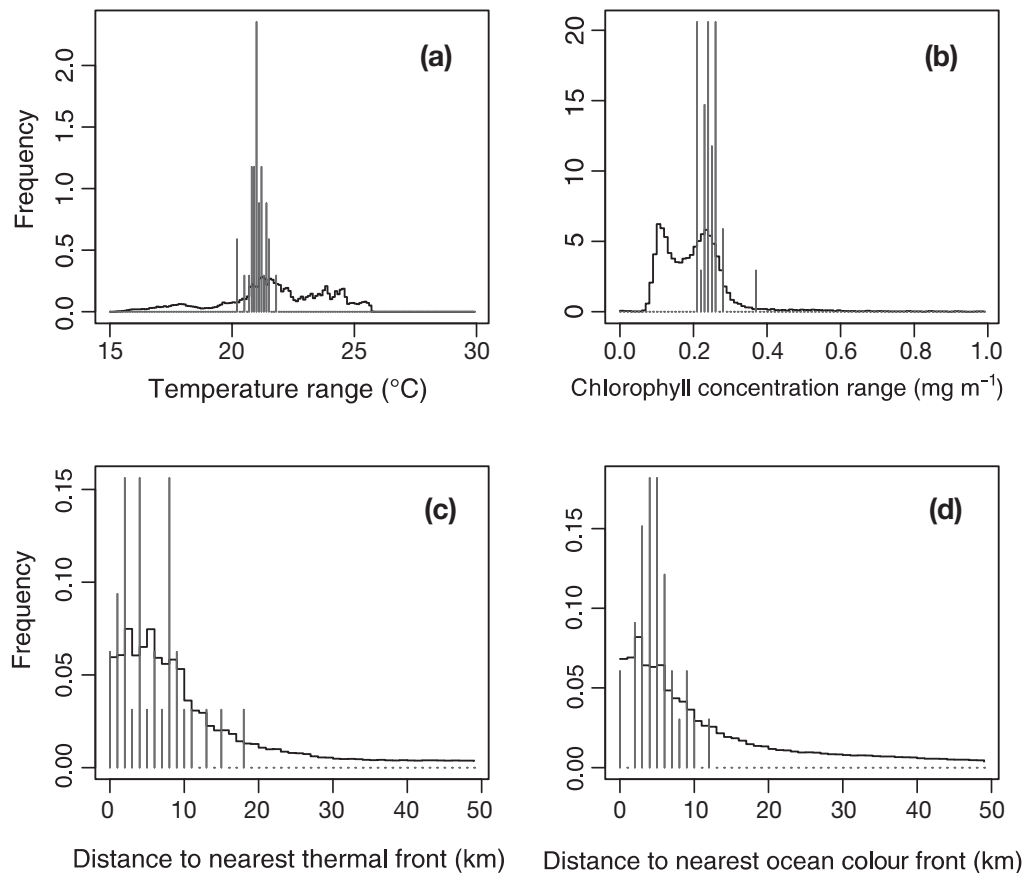 (a)
Frequency
0.0 0.5 1.0 1.5 2.0
15 20 25 30
Temperature range (°C)
(b)
0 5 10 15 20
0.0 0.2 0.4 0.6 0.8 1.0
Chlorophyll concentration range (mg m⁻¹)
(c)
Frequency
0.00 0.05 0.10 0.15
0 10 20 30 40 50
Distance to nearest thermal front (km)
(d)
0.00 0.05 0.10 0.15
0 10 20 30 40 50
Distance to nearest ocean colour front (km)